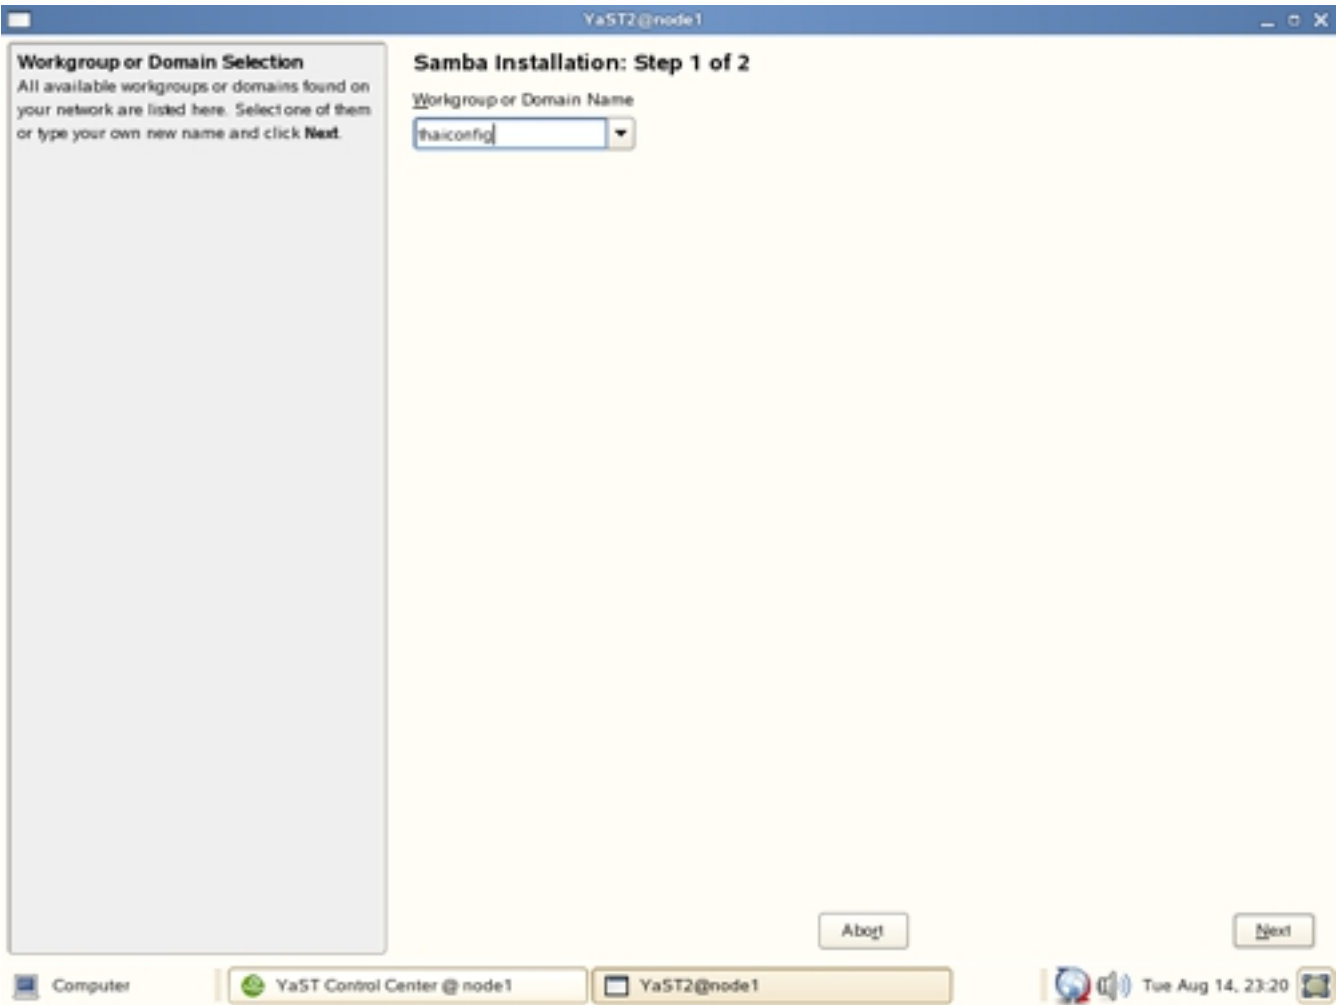 YaST2@node1
Workgroup or Domain Selection
All available workgroups or domains found on
your network are listed here. Select one of them
or type your own new name and click Next.
Samba Installation: Step 1 of 2
Workgroup or Domain Name
thaiconfig
Abort
Next
Computer
YaST Control Center @ node1
YaST2@node1
Tue Aug 14, 23:20